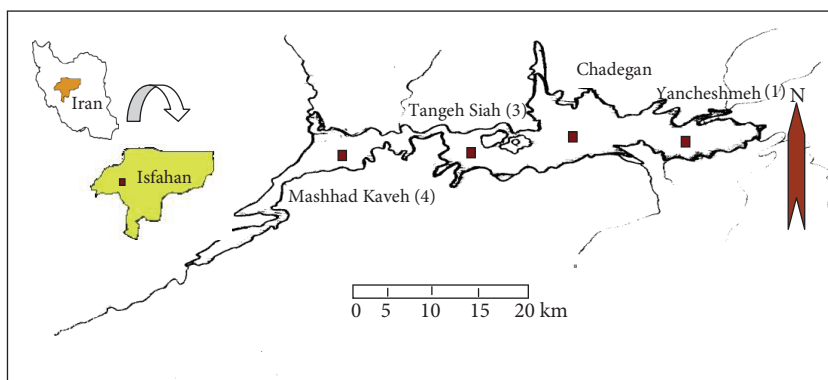 Iran
Isfahan
Chadegan
Yancheshmeh (1)
Tangeh Siah (3)
Mashhad Kaveh (4)
N
0 5 10 15 20 km